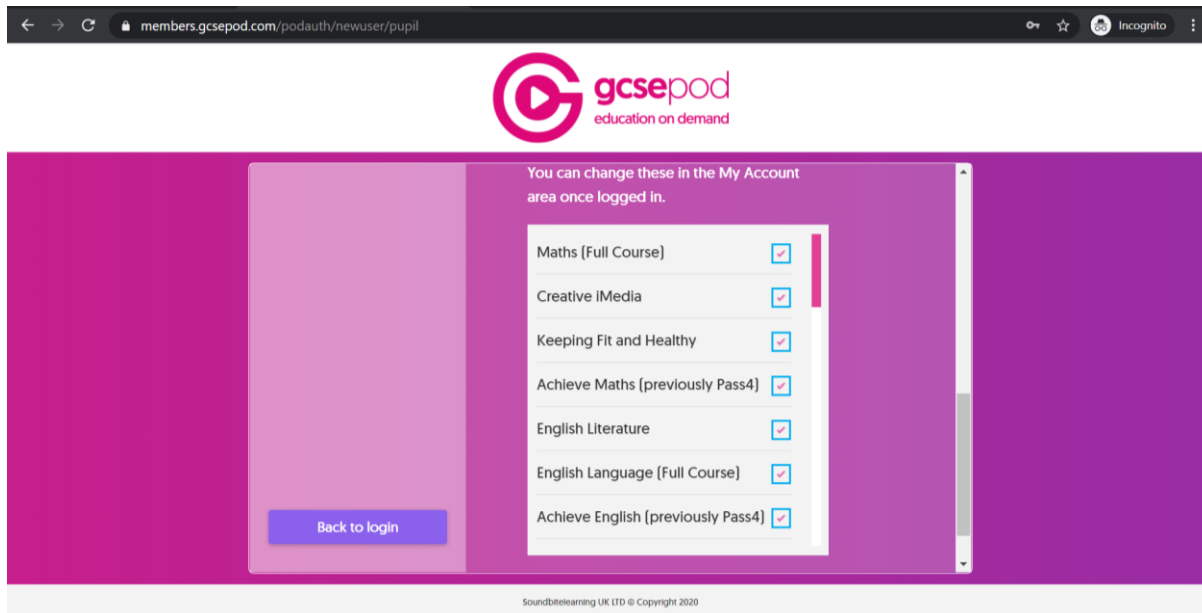 members.gcsepod.com/podauth/newuser/pupil
Incognito
gcsepod
education on demand
You can change these in the My Account
area once logged in.
Maths (Full Course)
Creative iMedia
Keeping Fit and Healthy
Achieve Maths (previously Pass4)
English Literature
English Language (Full Course)
Achieve English (previously Pass4)
Back to login
Soundbitelearning UK LTD © Copyright 2020